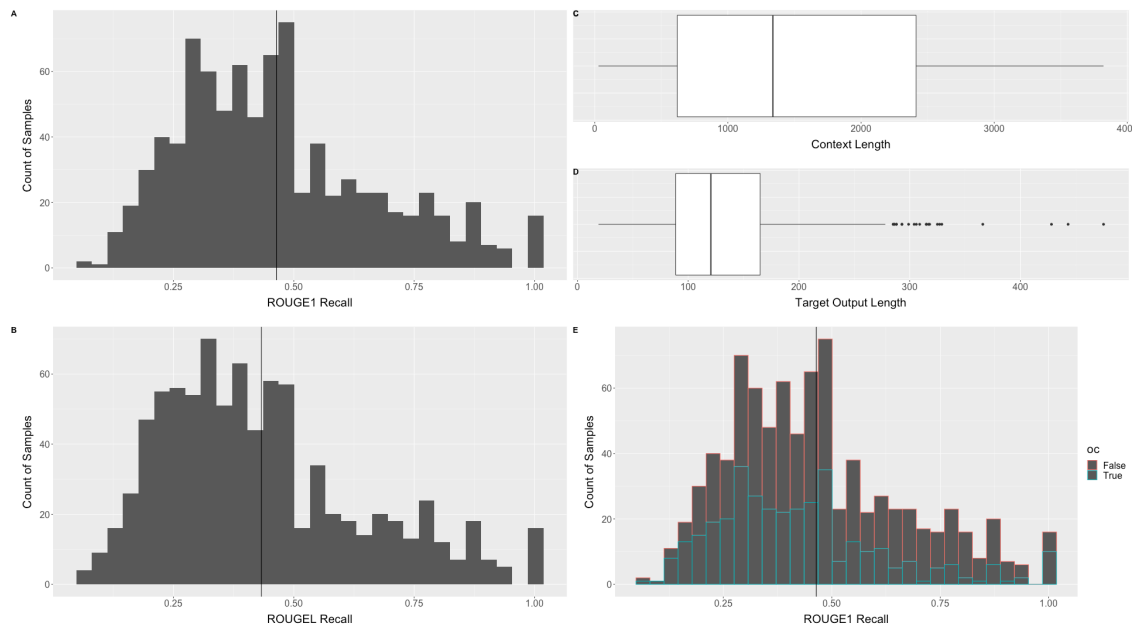 A
Count of Samples
60
40
20
0
0.25 0.50 0.75 1.00
ROUGE1 Recall
B
Count of Samples
60
40
20
0
0.25 0.50 0.75 1.00
ROUGEL Recall
C
0 1000 2000 3000 400
Context Length
D
0 100 200 300 400
Target Output Length
E
Count of Samples
60
40
20
0
0.25 0.50 0.75 1.00
ROUGE1 Recall
OC
False
True